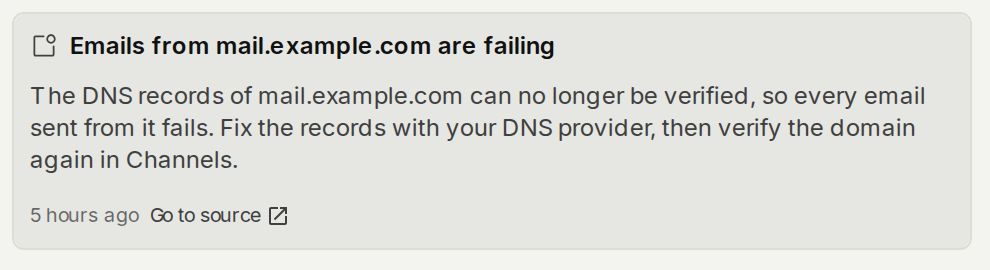 Emails from mail.example.com are failing
The DNS records of mail.example.com can no longer be verified, so every email
sent from it fails. Fix the records with your DNS provider, then verify the domain
again in Channels.
5 hours ago Go to source